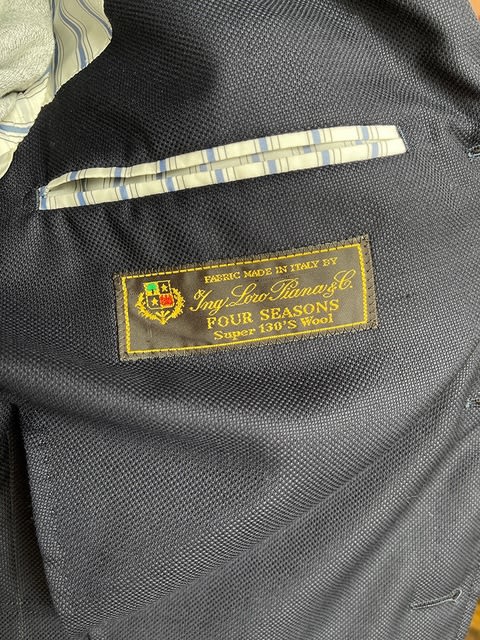 FABRIC MADE IN ITALY BY
Ing. Loro Piana & C.
FOUR SEASONS
Super 130'S Wool